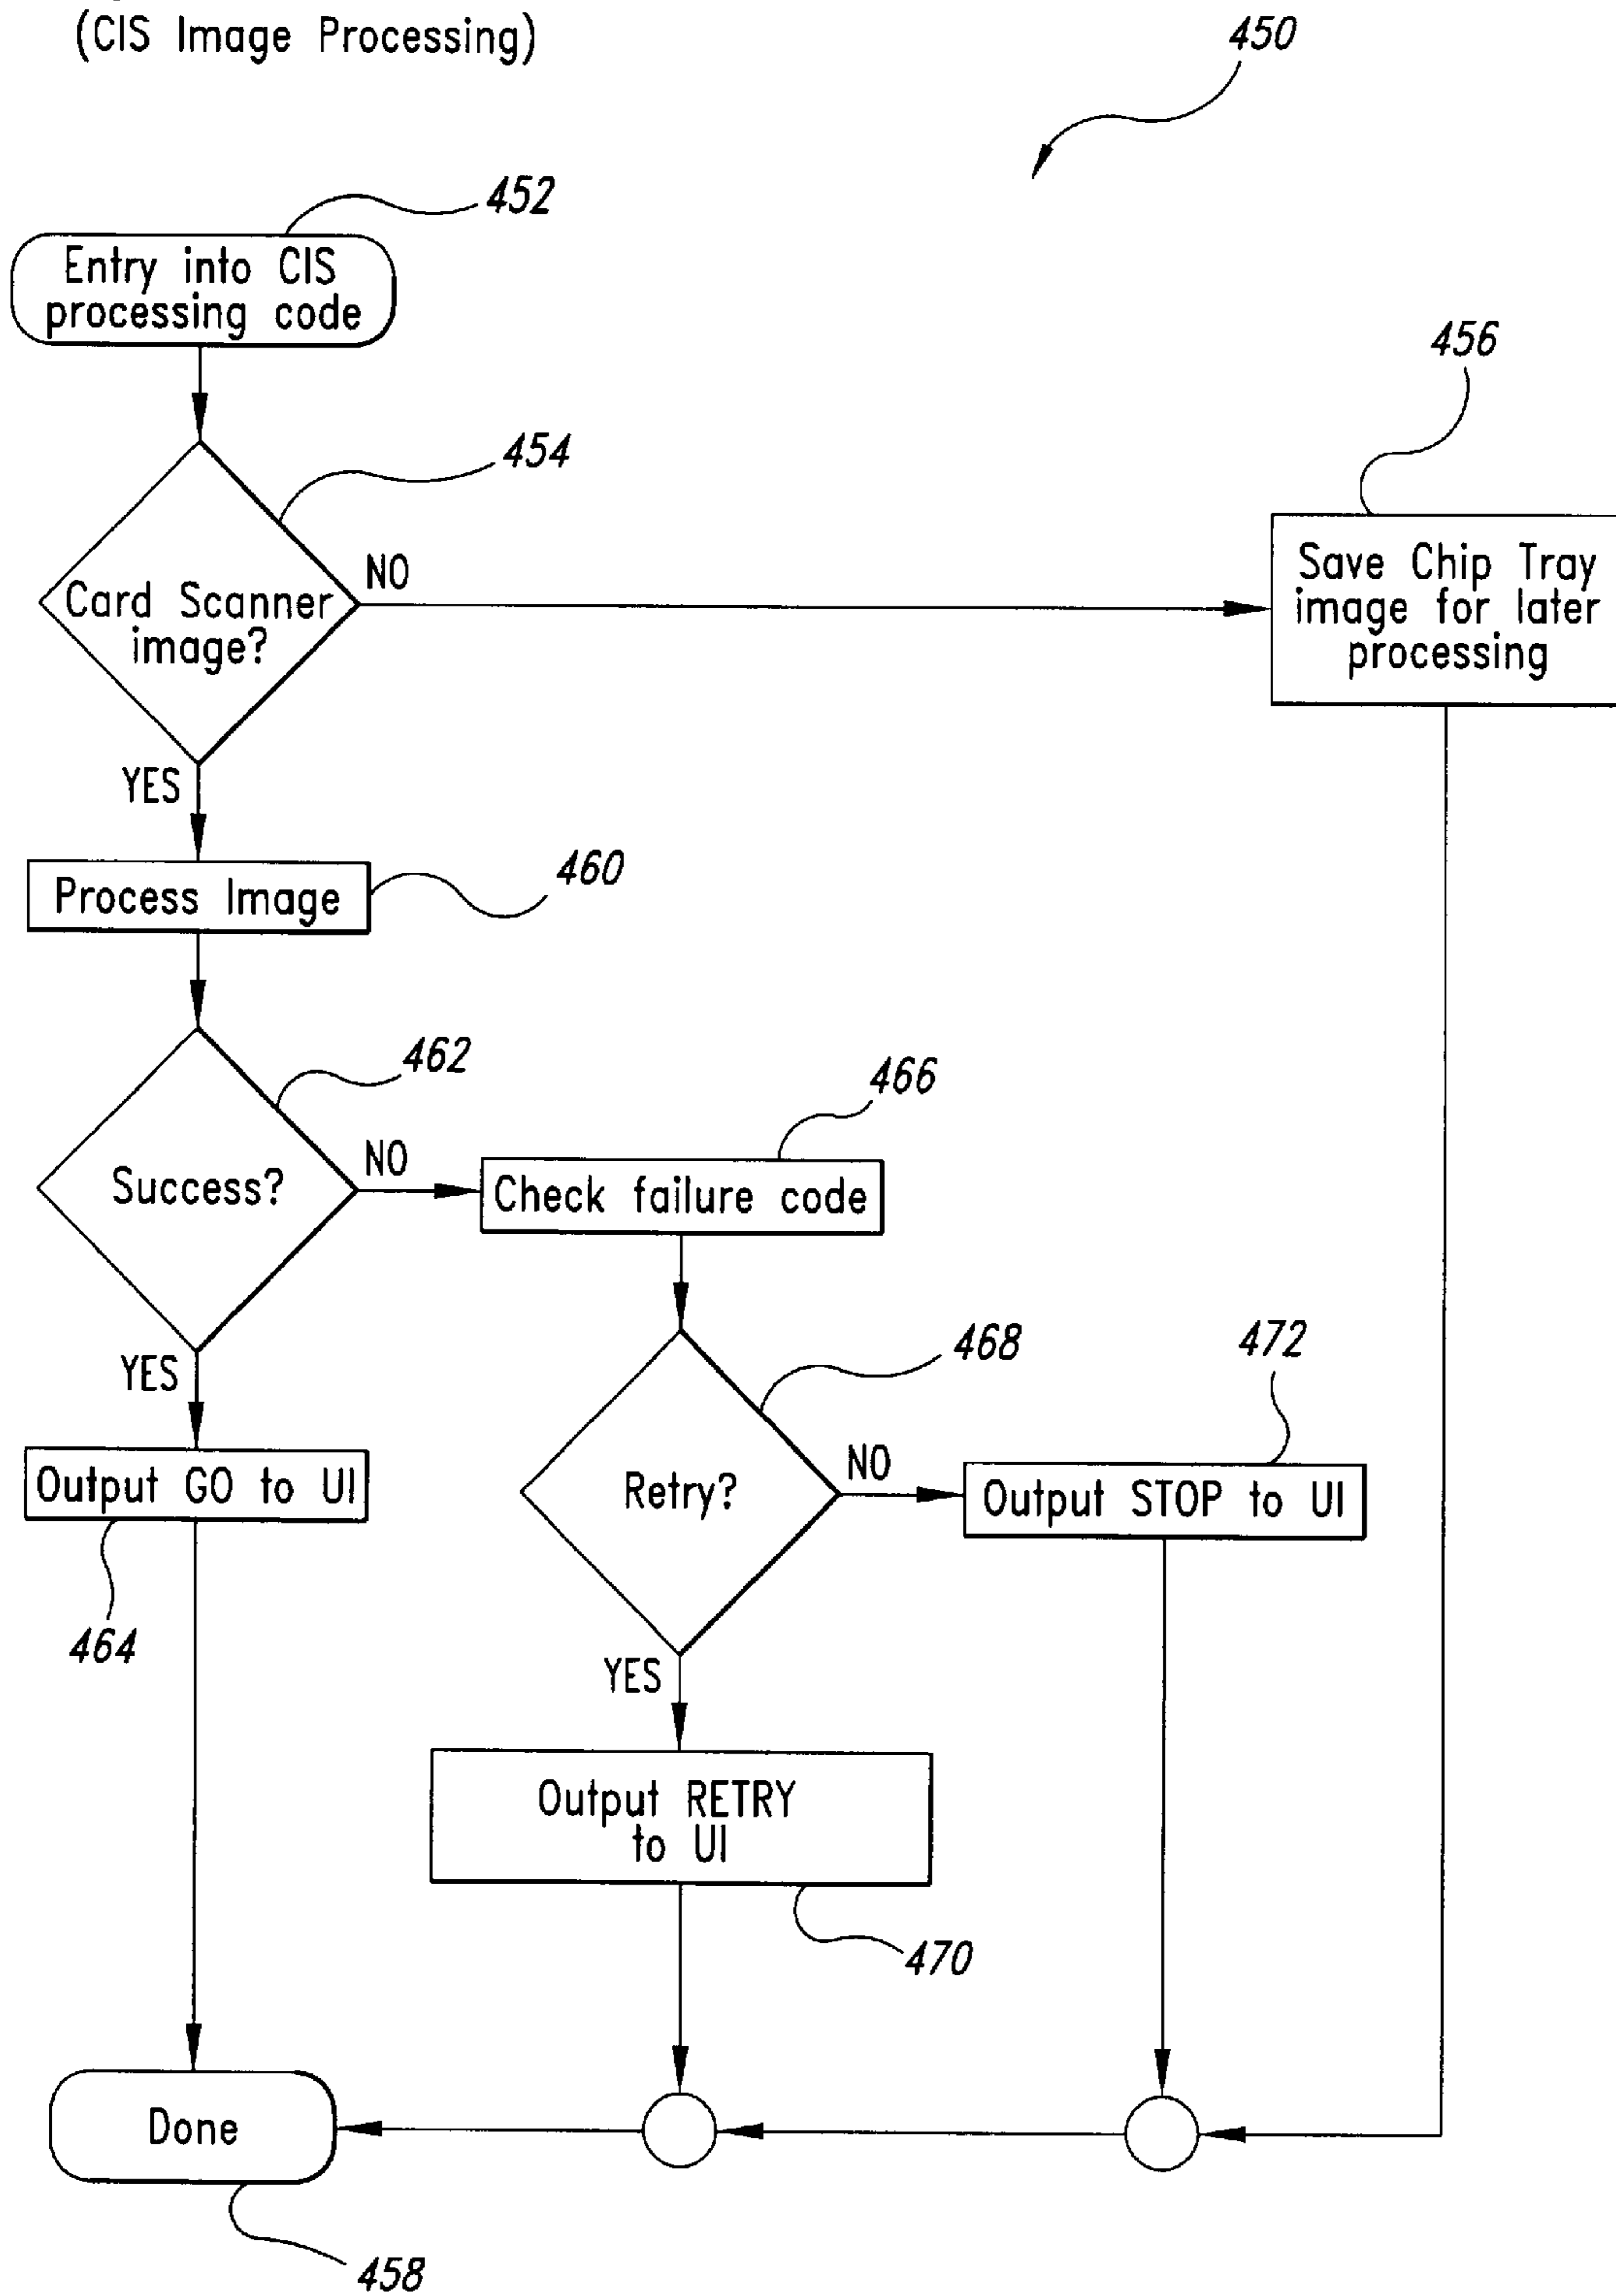 (CIS Image Processing)
450
452
Entry into CIS
processing code
454
456
Card Scanner
image?
NO
Save Chip Tray
image for later
processing
YES
460
Process Image
462
466
Success?
NO
Check failure code
YES
468
472
Output GO to UI
Retry?
NO
Output STOP to UI
464
YES
Output RETRY
to UI
470
Done
458